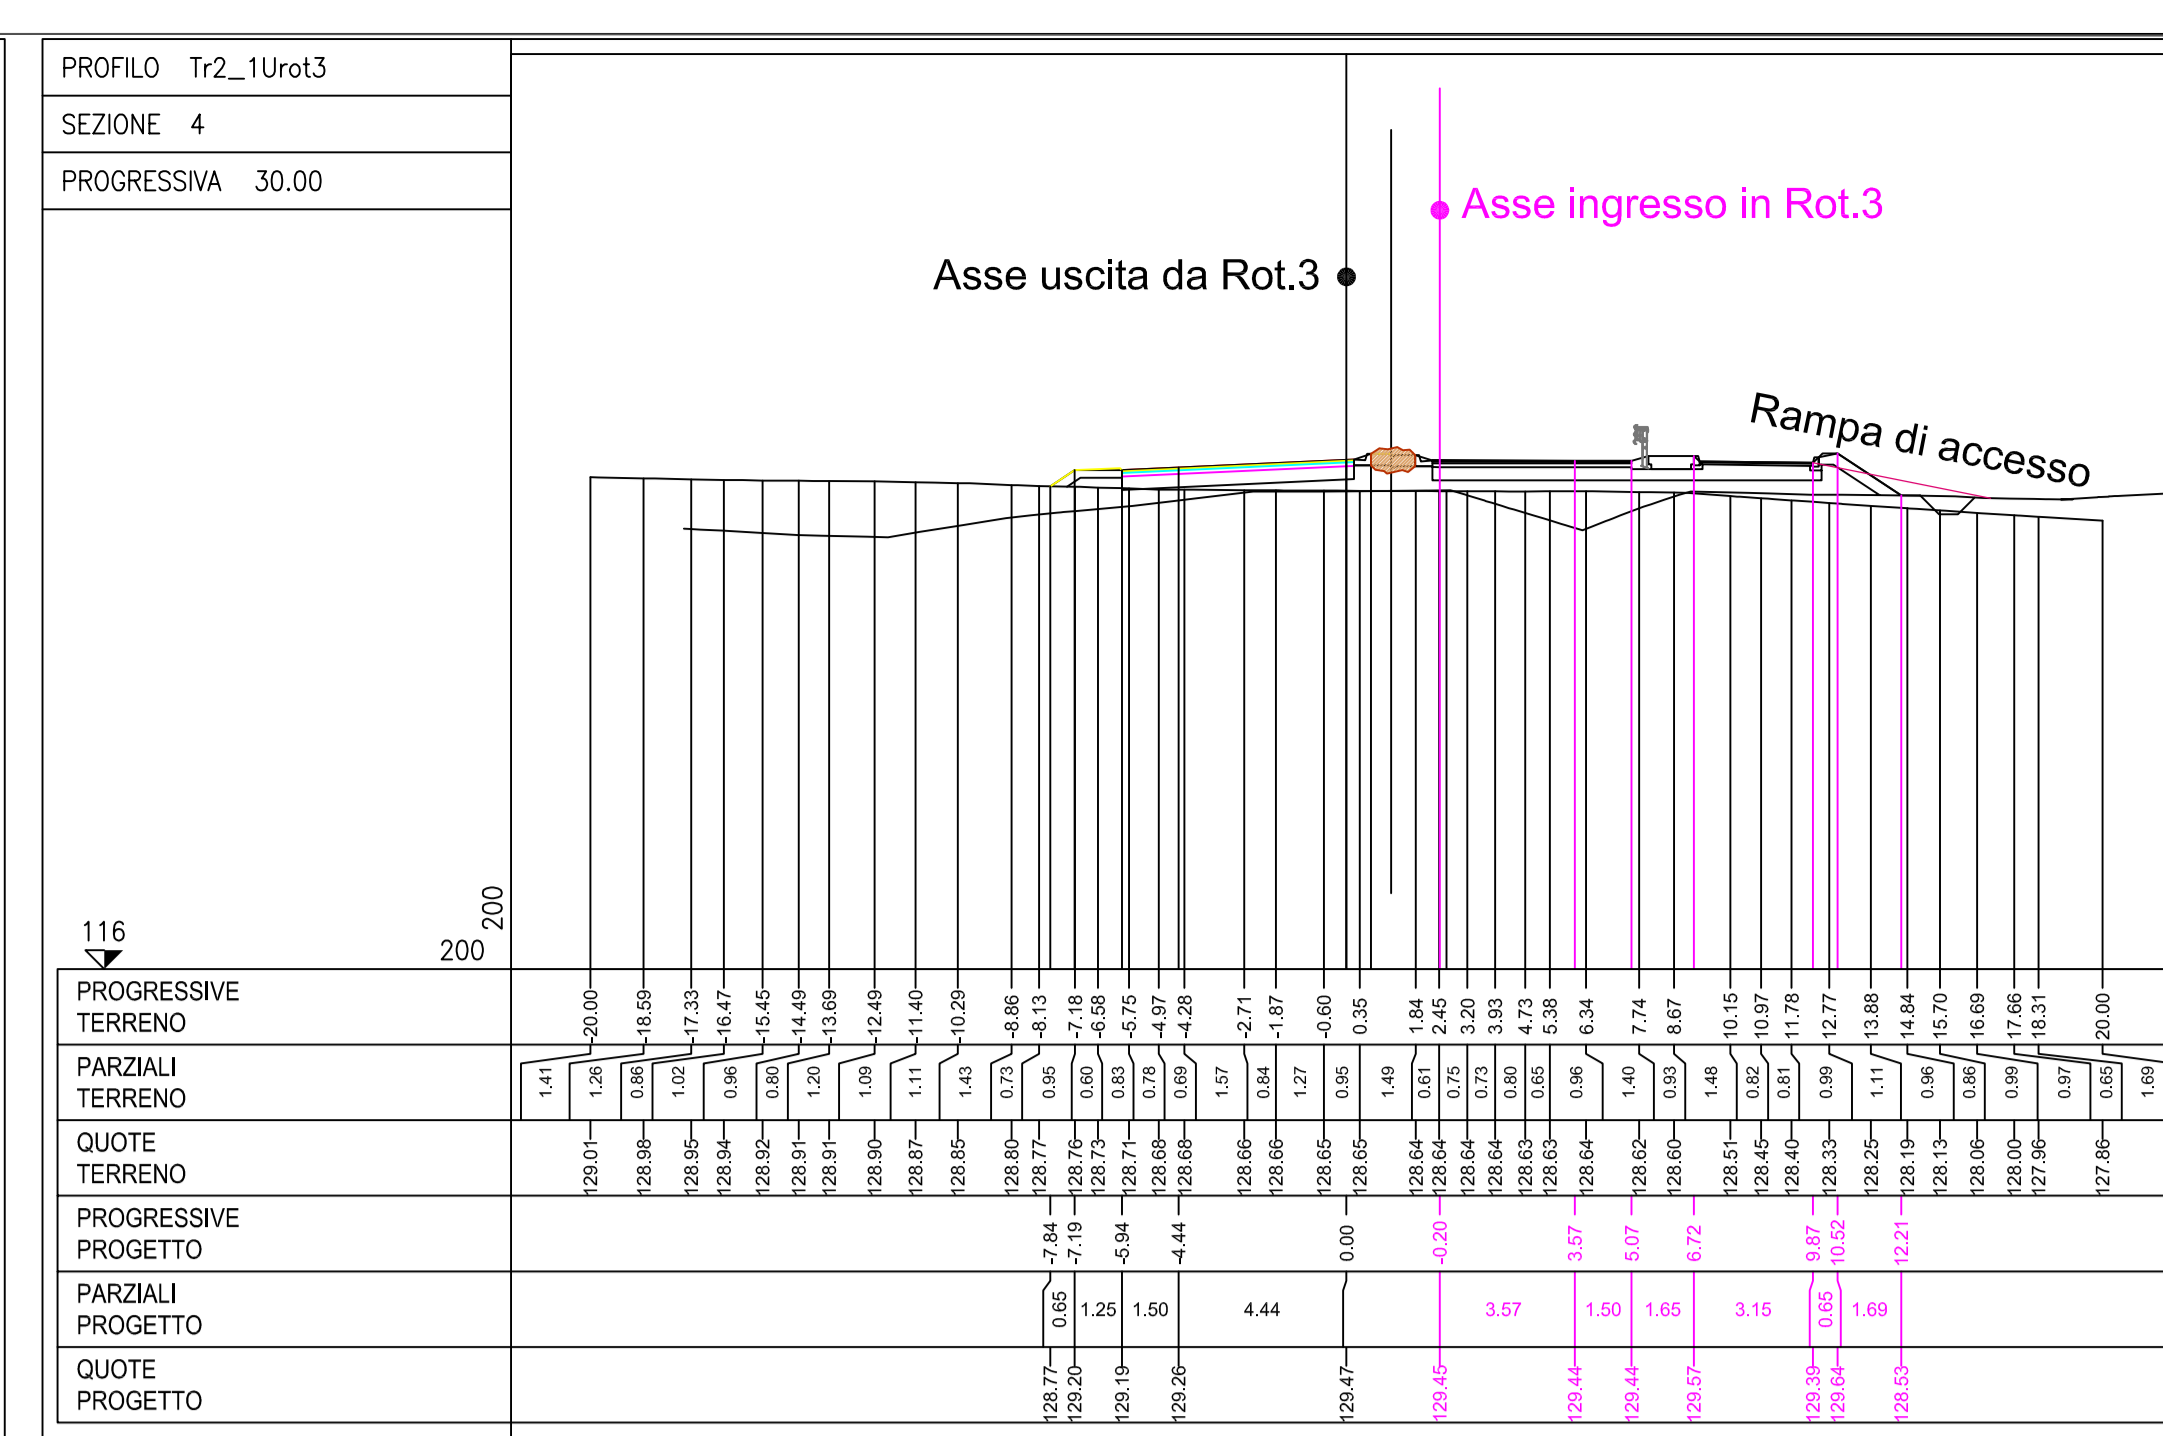 PROFILO Tr2_1Urot3
SEZIONE 4
PROGRESSIVA 30.00
Asse ingresso in Rot.3
Asse uscita da Rot.3
Rampa di accesso
200
116
200
PROGRESSIVE
TERRENO
-20.00 -18.59 -17.33 -16.47 -15.45 -14.49 -13.69 -12.49 -11.40 -10.29 -8.86 -8.13 -7.18 -6.58 -5.75 -4.97 -4.28 -2.71 -1.87 -0.60 0.35 1.84 2.45 3.20 3.93 4.73 5.38 6.34 7.74 8.67 10.15 10.97 11.78 12.77 13.88 14.84 15.70 16.69 17.66 18.31 20.00
PARZIALI
TERRENO
1.41 1.26 0.86 1.02 0.96 0.80 1.20 1.09 1.11 1.43 0.73 0.95 0.60 0.83 0.78 0.69 1.57 0.84 1.27 0.95 1.49 0.61 0.75 0.73 0.80 0.65 0.96 1.40 0.93 1.48 0.82 0.81 0.99 1.11 0.96 0.86 0.99 0.97 0.65 1.69
QUOTE
TERRENO
129.01 128.98 128.95 128.94 128.92 128.91 128.91 128.90 128.87 128.85 128.80 128.77 128.76 128.73 128.71 128.68 128.68 128.66 128.66 128.65 128.65 128.64 128.64 128.64 128.64 128.63 128.63 128.64 128.62 128.60 128.51 128.45 128.40 128.33 128.25 128.19 128.13 128.06 128.00 127.96 127.86
PROGRESSIVE
PROGETTO
-7.84 -7.19 -5.94 -4.44 0.00 -0.20 3.57 5.07 6.72 9.87 10.52 12.21
PARZIALI
PROGETTO
0.65 1.25 1.50 4.44 3.57 1.50 1.65 3.15 0.65 1.69
QUOTE
PROGETTO
128.77 129.20 129.19 129.26 129.47 129.45 129.44 129.44 129.57 129.39 129.64 128.53